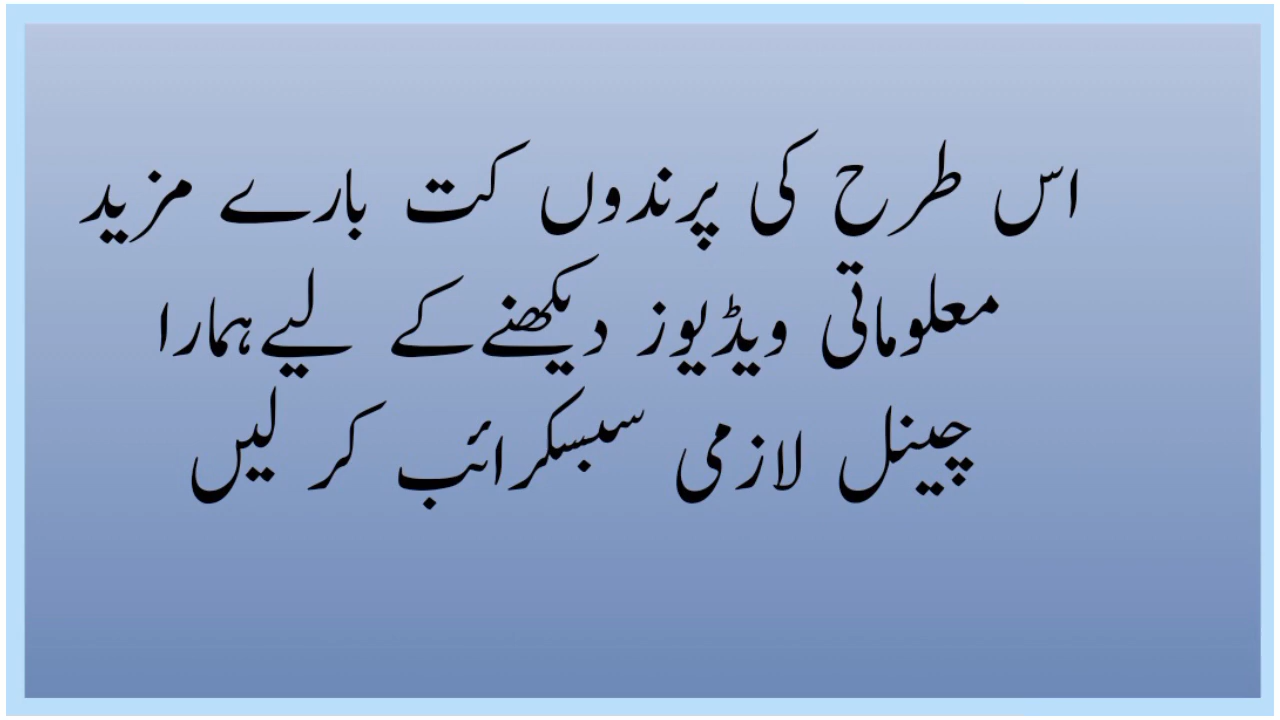 اس طرح کی پرندوں کت بارے مزید
معلوماتی ویڈیوز دیکھنے کے لیے ہمارا
چینل لازمی سبسکرائب کر لیں